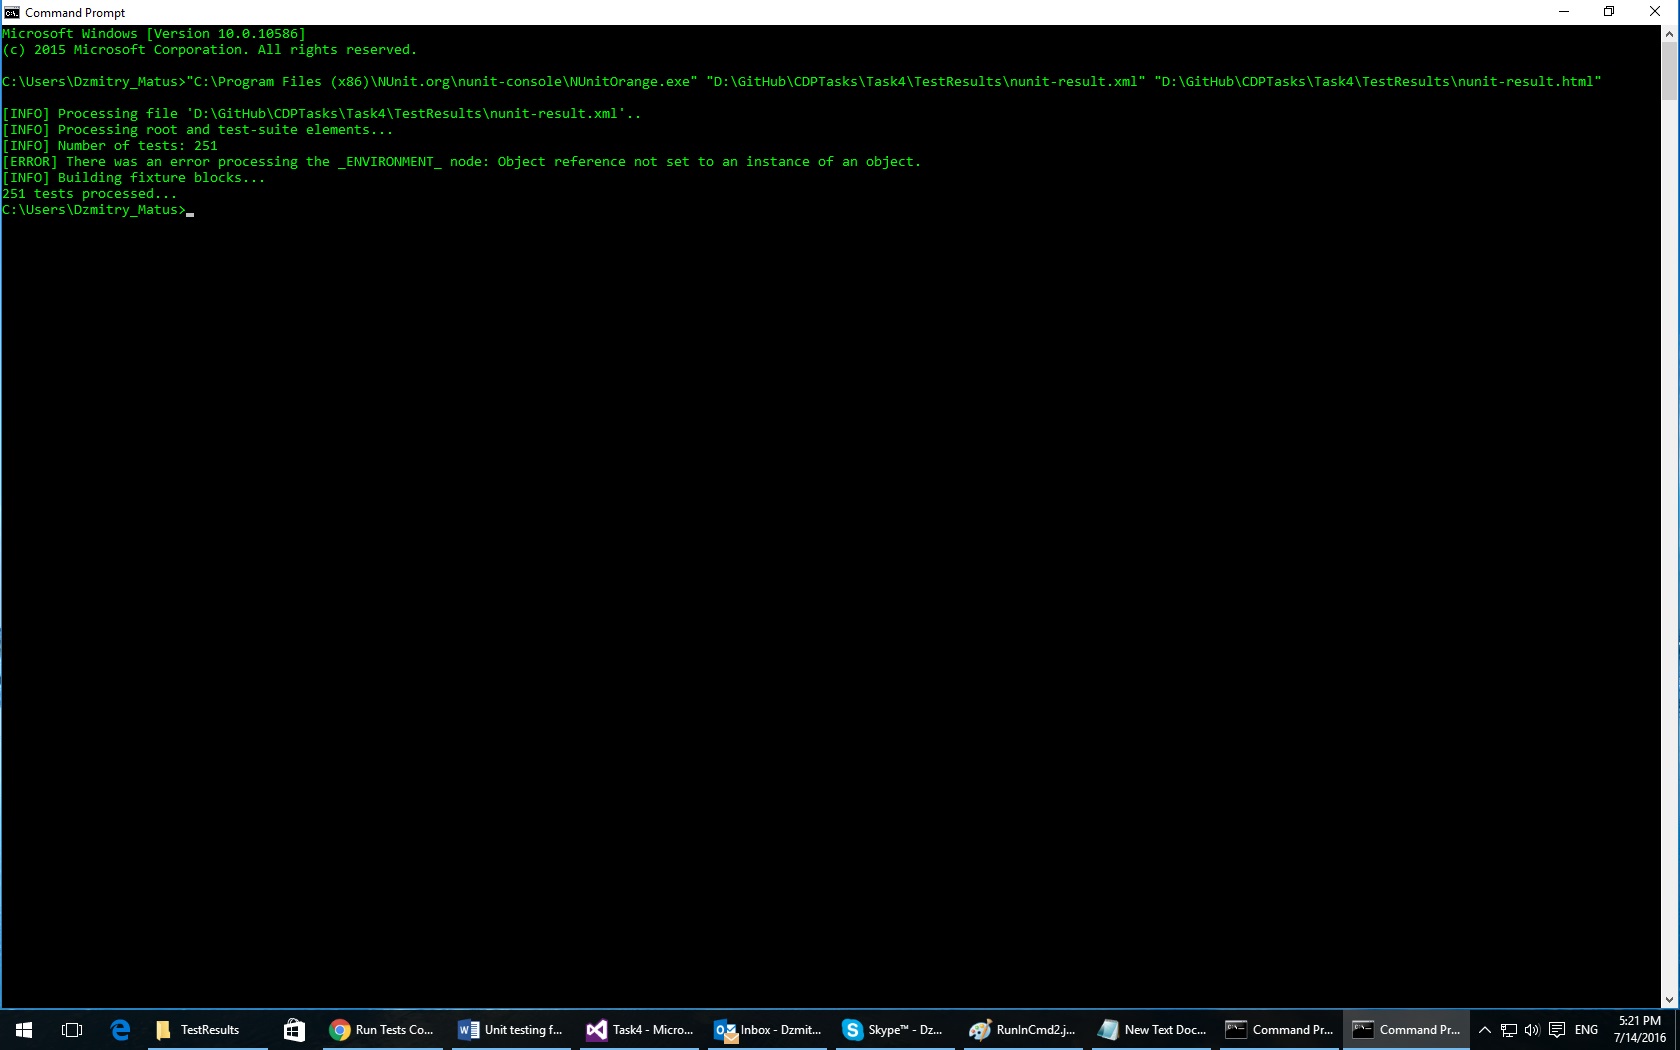 Command Prompt
Microsoft Windows [Version 10.0.10586]
(c) 2015 Microsoft Corporation. All rights reserved.
C:\Users\Dzmitry_Matus>"C:\Program Files (x86)\NUnit.org\nunit-console\NUnitOrange.exe" "D:\GitHub\CDPTasks\Task4\TestResults\nunit-result.xml" "D:\GitHub\CDPTasks\Task4\TestResults\nunit-result.html"
[INFO] Processing file 'D:\GitHub\CDPTasks\Task4\TestResults\nunit-result.xml'..
[INFO] Processing root and test-suite elements...
[INFO] Number of tests: 251
[ERROR] There was an error processing the _ENVIRONMENT_ node: Object reference not set to an instance of an object.
[INFO] Building fixture blocks...
251 tests processed...
C:\Users\Dzmitry_Matus>
TestResults Run Tests Co... Unit testing f... Task4 - Micro... Inbox - Dzmit... Skype™ - Dz... RunInCmd2.j... New Text Doc... Command Pr... Command Pr... ENG 5:21 PM
7/14/2016